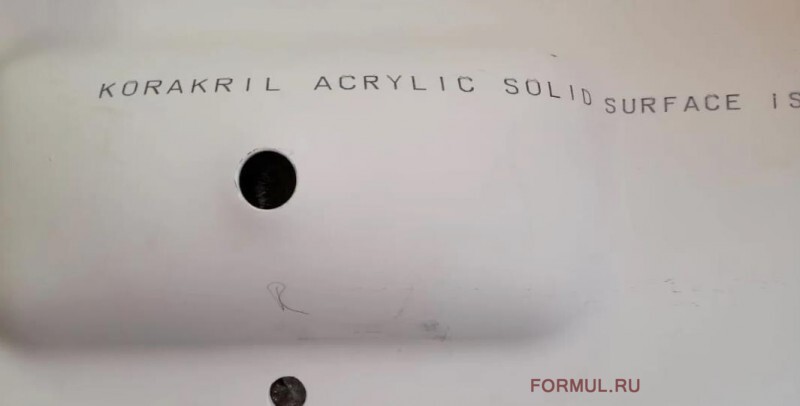 KORAKRIL ACRYLIC SOLID SURFACE IS
R
FORMUL.RU